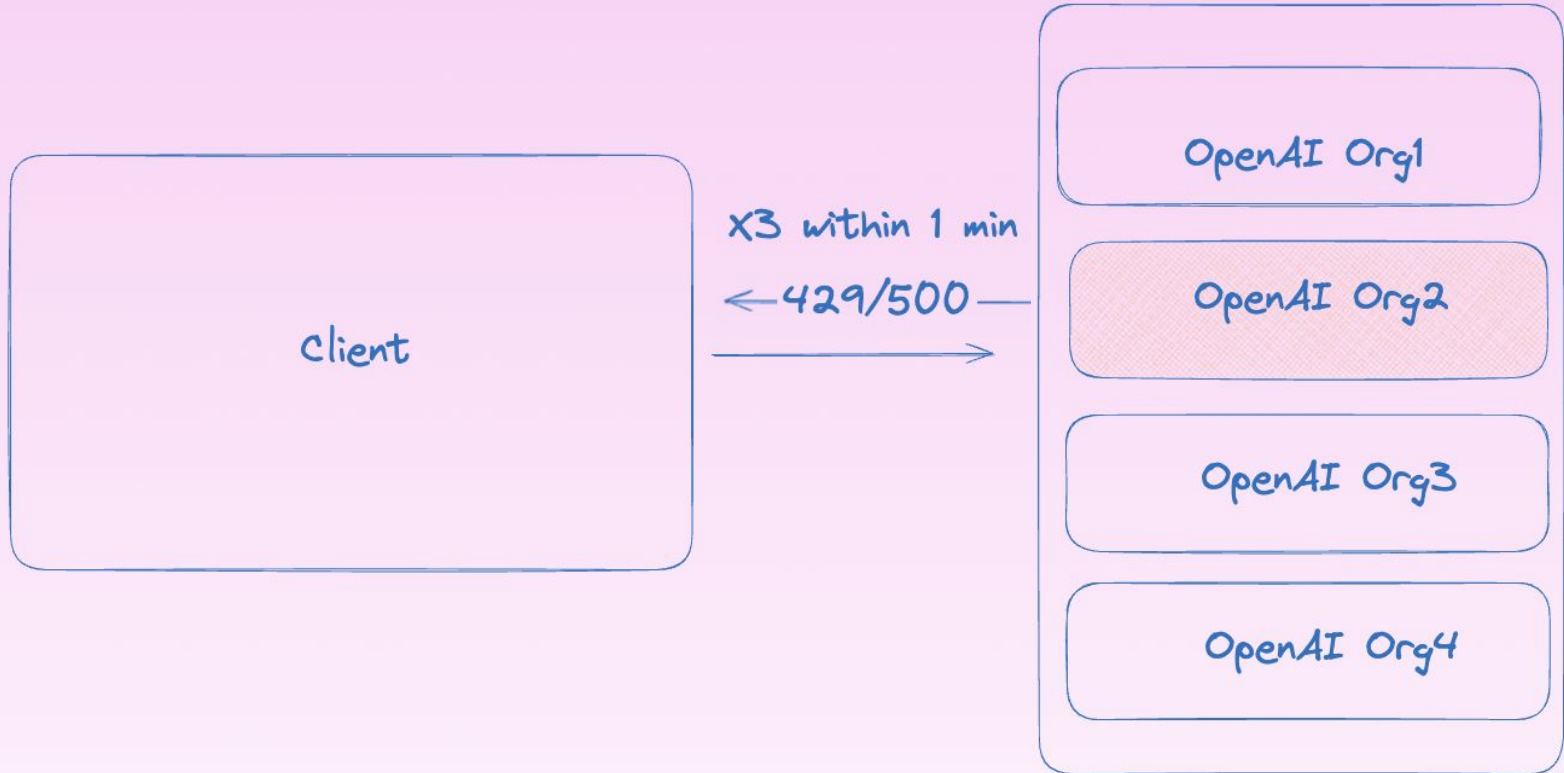 Client
X3 within 1 min
429/500
OpenAI Org1
OpenAI Org2
OpenAI Org3
OpenAI Org4